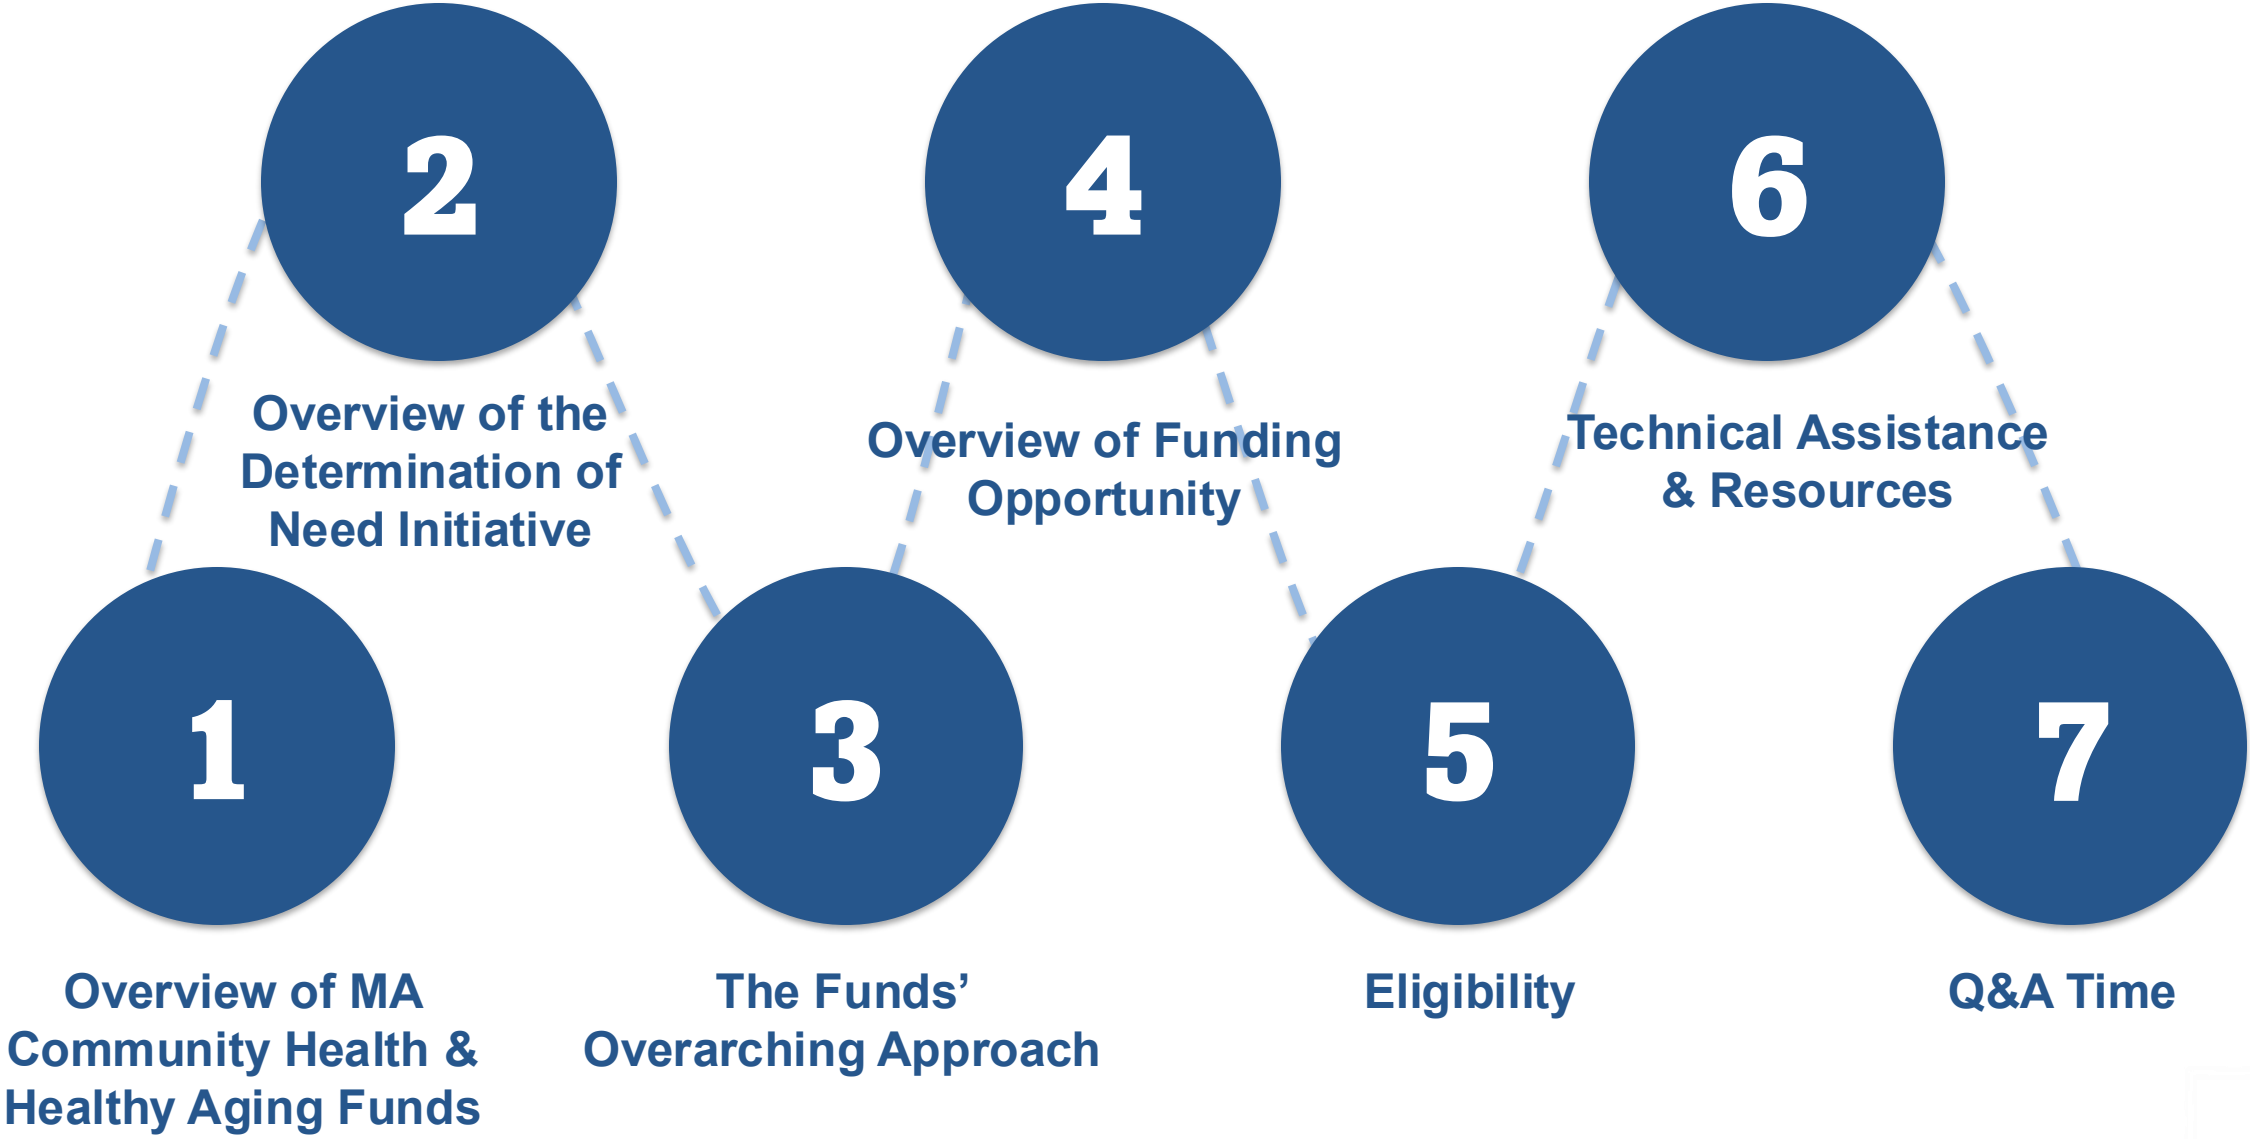 1
Overview of MA
Community Health &
Healthy Aging Funds
2
Overview of the
Determination of
Need Initiative
3
The Funds’
Overarching Approach
4
Overview of Funding
Opportunity
5
Eligibility
6
Technical Assistance
& Resources
7
Q&A Time